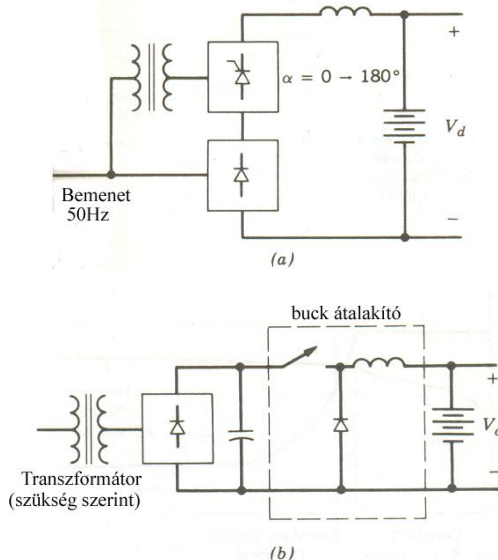 α = 0 → 180°
+
V_d
−
Bemenet
50Hz
(a)
buck átalakító
+
V_d
−
Transzformátor
(szükség szerint)
(b)